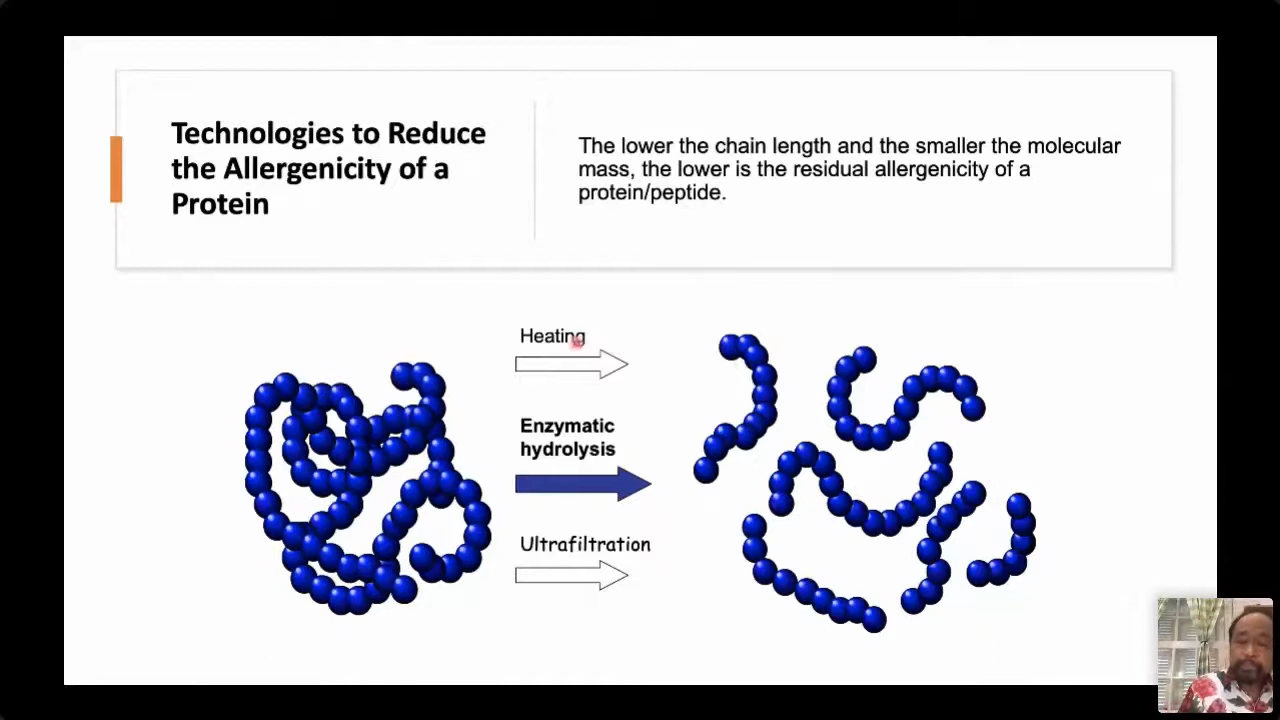 Technologies to Reduce
the Allergenicity of a
Protein
The lower the chain length and the smaller the molecular
mass, the lower is the residual allergenicity of a
protein/peptide.
Heating
Enzymatic
hydrolysis
Ultrafiltration